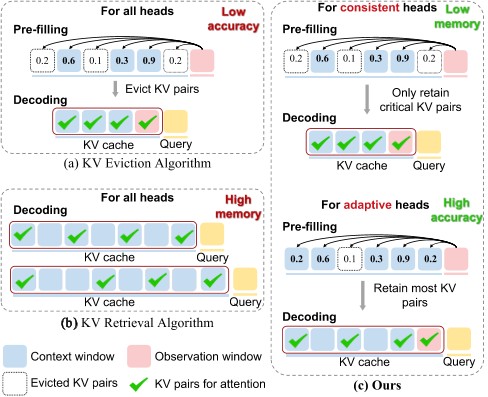 For all heads
Low
accuracy
Pre-filling
0.2 0.6 0.1 0.3 0.9 0.2
Evict KV pairs
Decoding
KV cache
Query
(a) KV Eviction Algorithm
For all heads
High
memory
Decoding
KV cache
Query
KV cache
Query
(b) KV Retrieval Algorithm
Context window
Observation window
Evicted KV pairs
KV pairs for attention
For consistent heads
Low
memory
Pre-filling
0.2 0.6 0.1 0.3 0.9 0.2
Only retain
critical KV pairs
Decoding
KV cache
Query
For adaptive heads
High
accuracy
Pre-filling
0.2 0.6 0.1 0.3 0.9 0.2
Retain most KV
pairs
Decoding
KV cache
Query
(c) Ours